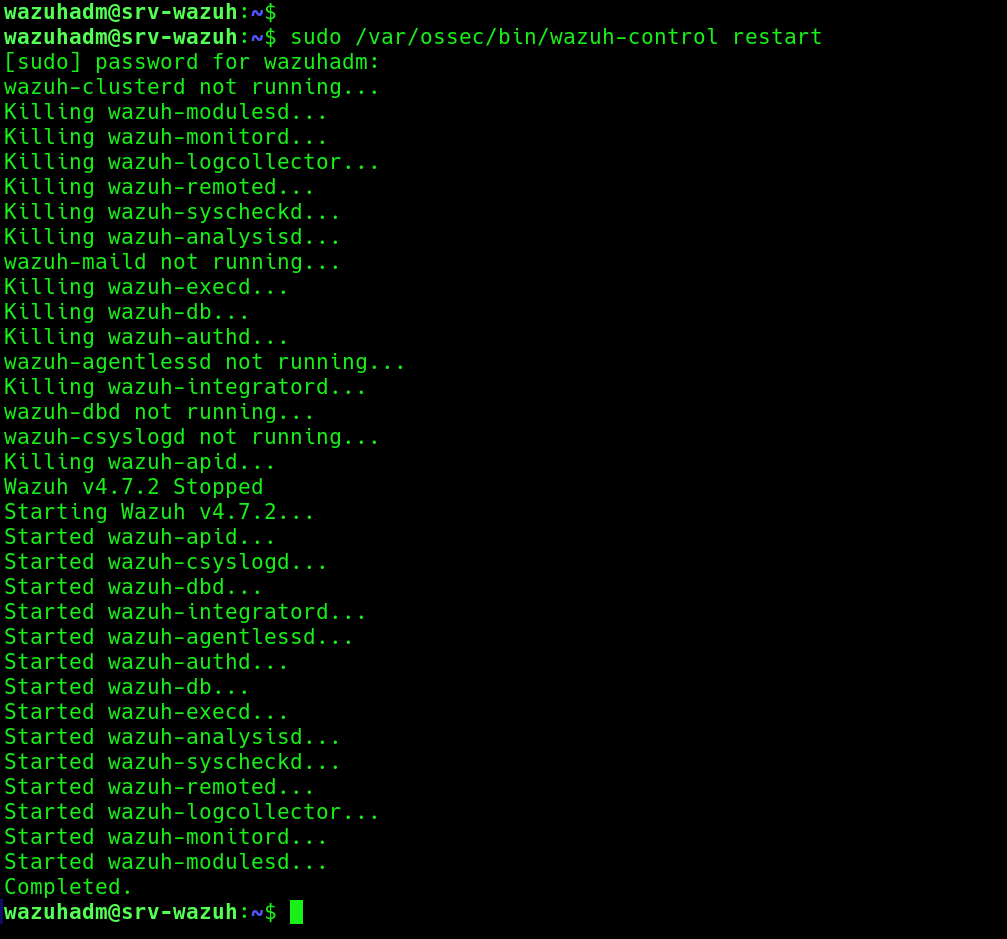 wazuhadm@srv-wazuh:~$
wazuhadm@srv-wazuh:~$ sudo /var/ossec/bin/wazuh-control restart
[sudo] password for wazuhadm:
wazuh-clusterd not running...
Killing wazuh-modulesd...
Killing wazuh-monitord...
Killing wazuh-logcollector...
Killing wazuh-remoted...
Killing wazuh-syscheckd...
Killing wazuh-analysisd...
wazuh-maild not running...
Killing wazuh-execd...
Killing wazuh-db...
Killing wazuh-authd...
wazuh-agentlessd not running...
Killing wazuh-integratord...
wazuh-dbd not running...
wazuh-csyslogd not running...
Killing wazuh-apid...
Wazuh v4.7.2 Stopped
Starting Wazuh v4.7.2...
Started wazuh-apid...
Started wazuh-csyslogd...
Started wazuh-dbd...
Started wazuh-integratord...
Started wazuh-agentlessd...
Started wazuh-authd...
Started wazuh-db...
Started wazuh-execd...
Started wazuh-analysisd...
Started wazuh-syscheckd...
Started wazuh-remoted...
Started wazuh-logcollector...
Started wazuh-monitord...
Started wazuh-modulesd...
Completed.
wazuhadm@srv-wazuh:~$